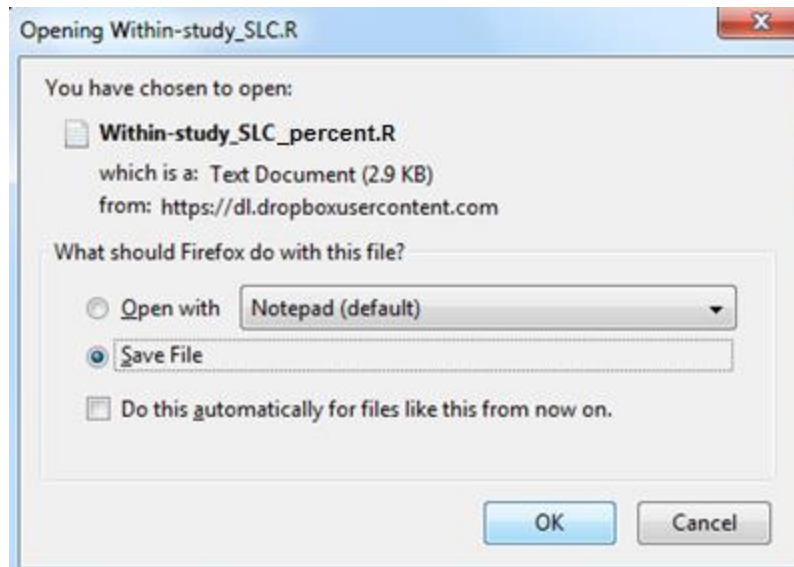 Opening Within-study_SLC.R
You have chosen to open:
Within-study_SLC_percent.R
which is a: Text Document (2.9 KB)
from: https://dl.dropboxusercontent.com
What should Firefox do with this file?
Open with Notepad (default)
Save File
Do this automatically for files like this from now on.
OK Cancel